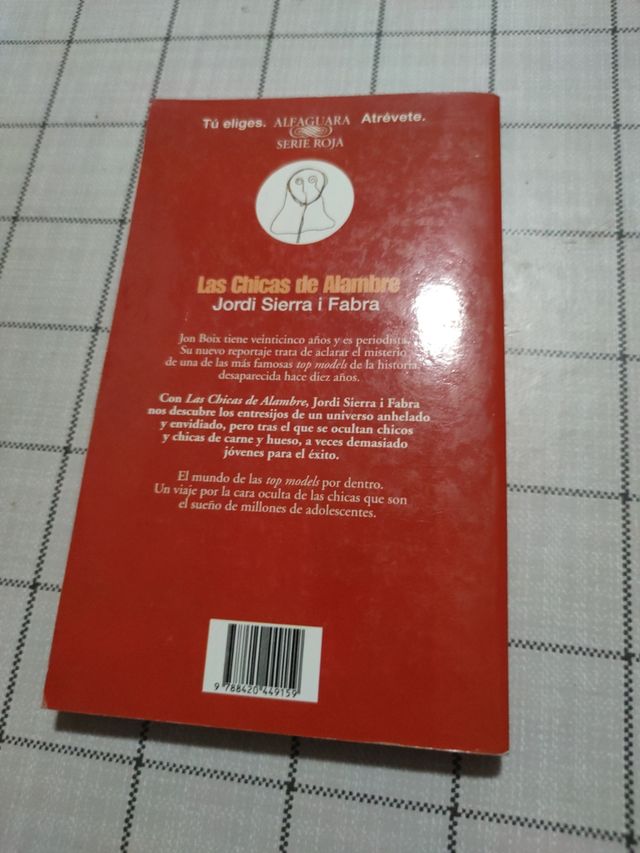 Tú eliges. ALFAGUARA Atrévete.
SERIE ROJA
Las Chicas de Alambre
Jordi Sierra i Fabra
Jon Boix tiene veinticinco años y es periodista.
Su nuevo reportaje trata de aclarar el misterio
de una de las más famosas top models de la historia,
desaparecida hace diez años.
Con Las Chicas de Alambre, Jordi Sierra i Fabra
nos descubre los entresijos de un universo anhelado
y envidiado, pero tras el que se ocultan chicos
y chicas de carne y hueso, a veces demasiado
jóvenes para el éxito.
El mundo de las top models por dentro.
Un viaje por la cara oculta de las chicas que son
el sueño de millones de adolescentes.
9 788420 449159